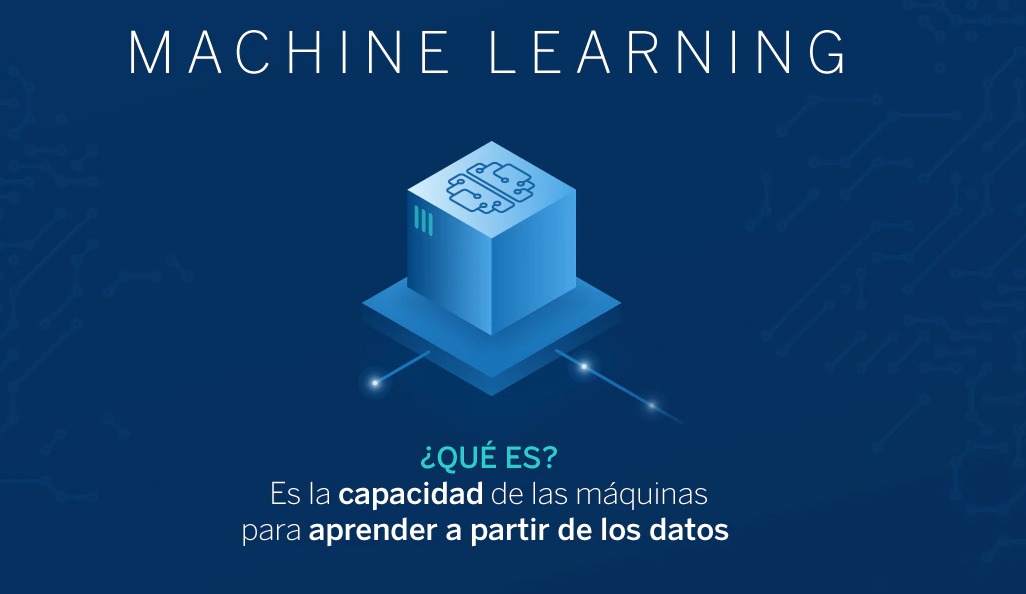 MACHINE LEARNING
¿QUÉ ES?
Es la capacidad de las máquinas
para aprender a partir de los datos